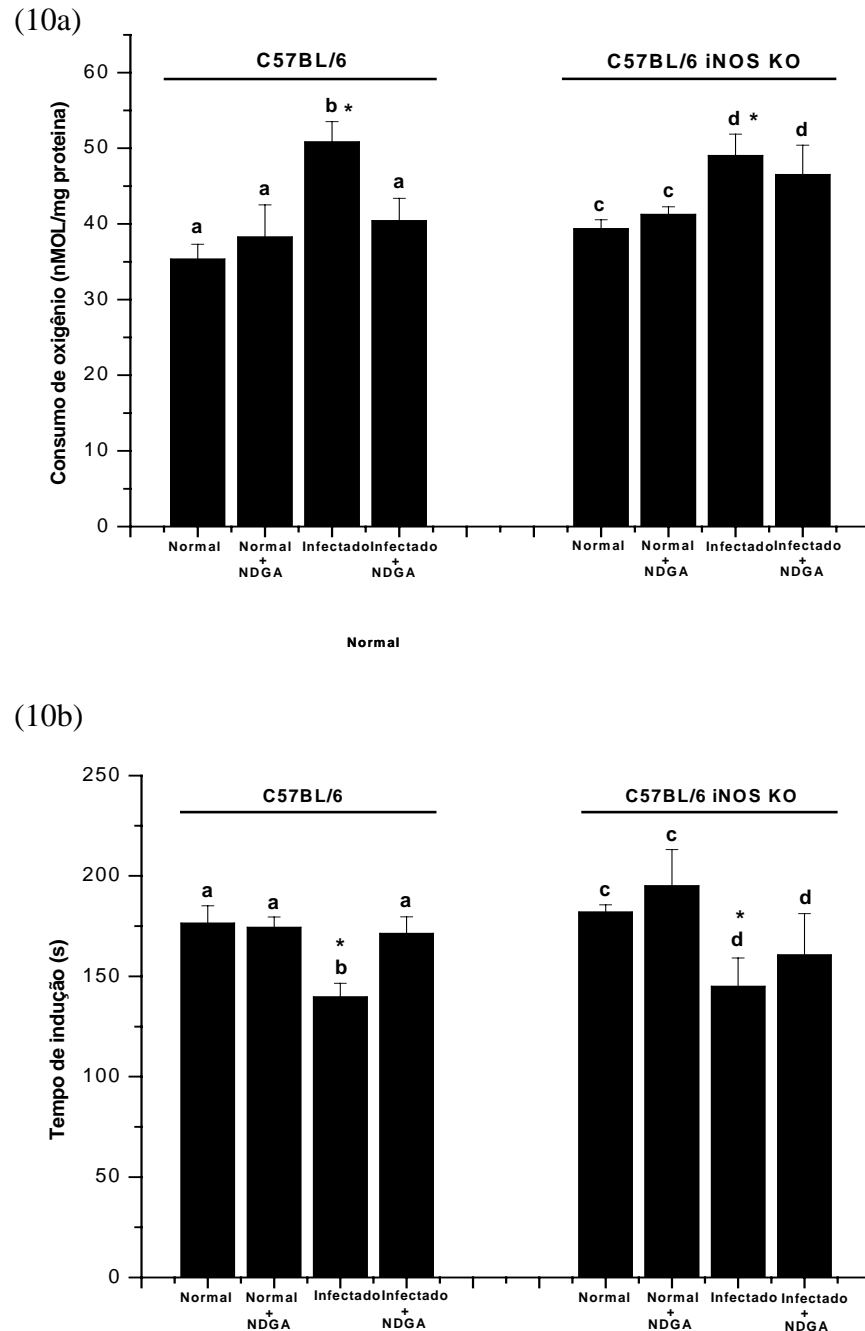 (10a)
C57BL/6
C57BL/6 iNOS KO
Consumo de oxigênio (nMOL/mg proteina)
60
50
40
30
20
10
0
a
a
b *
a
c
c
d *
d
Normal
Normal
+
NDGA
Infectado
Infectado
+
NDGA
Normal
Normal
+
NDGA
Infectado
Infectado
+
NDGA
Normal
(10b)
C57BL/6
C57BL/6 iNOS KO
Tempo de indução (s)
250
200
150
100
50
0
a
a
*
b
a
c
c
*
d
d
Normal
Normal
+
NDGA
Infectado
Infectado
+
NDGA
Normal
Normal
+
NDGA
Infectado
Infectado
+
NDGA